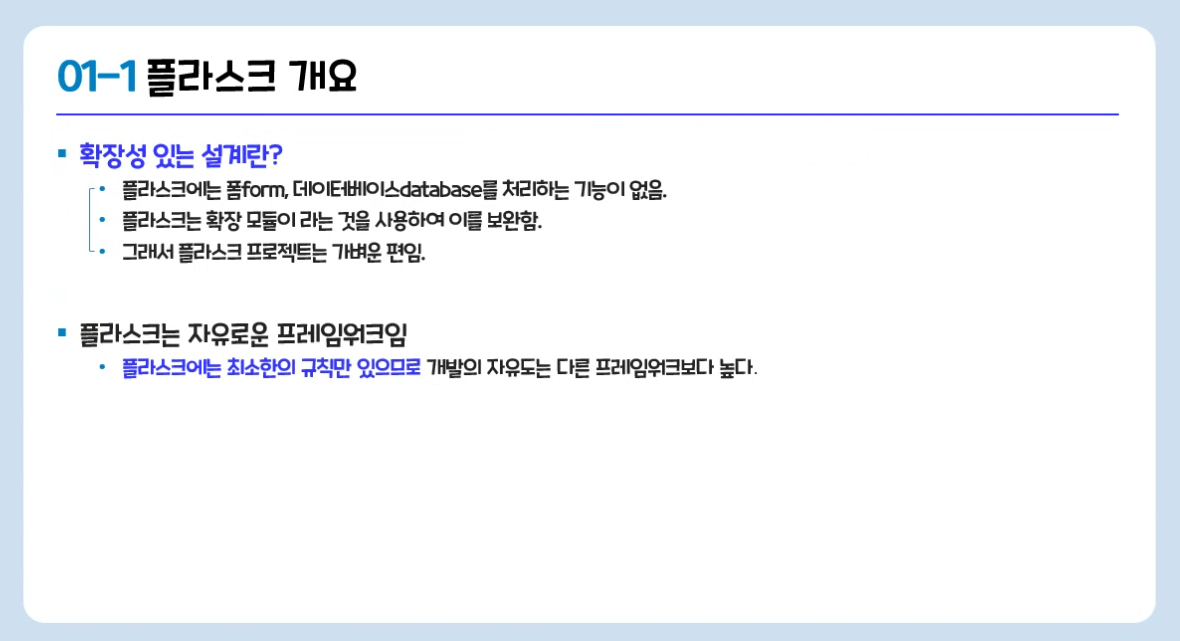 01-1 플라스크 개요
확장성 있는 설계란?
플라스크에는 폼form, 데이터베이스database를 처리하는 기능이 없음.
플라스크는 확장 모듈이 라는 것을 사용하여 이를 보완함.
그래서 플라스크 프로젝트는 가벼운 편임.
플라스크는 자유로운 프레임워크임
플라스크에는 최소한의 규칙만 있으므로 개발의 자유도는 다른 프레임워크보다 높다.